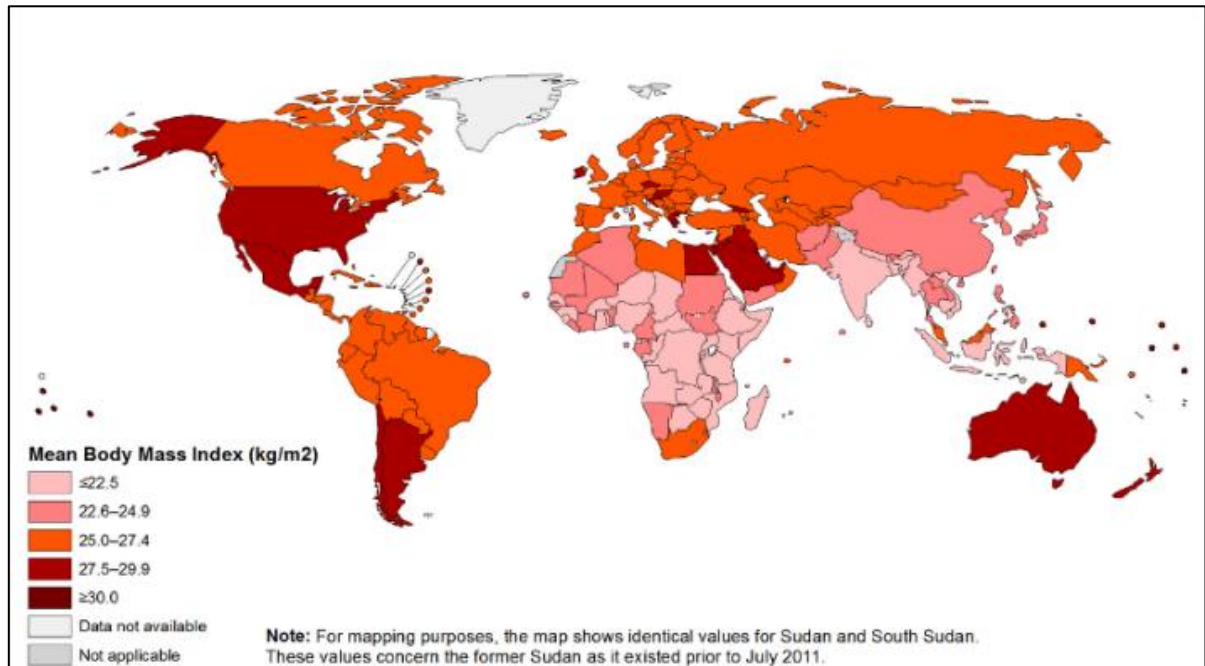 Mean Body Mass Index (kg/m2)
≤22.5
22.6–24.9
25.0–27.4
27.5–29.9
≥30.0
Data not available
Not applicable
Note: For mapping purposes, the map shows identical values for Sudan and South Sudan.
These values concern the former Sudan as it existed prior to July 2011.